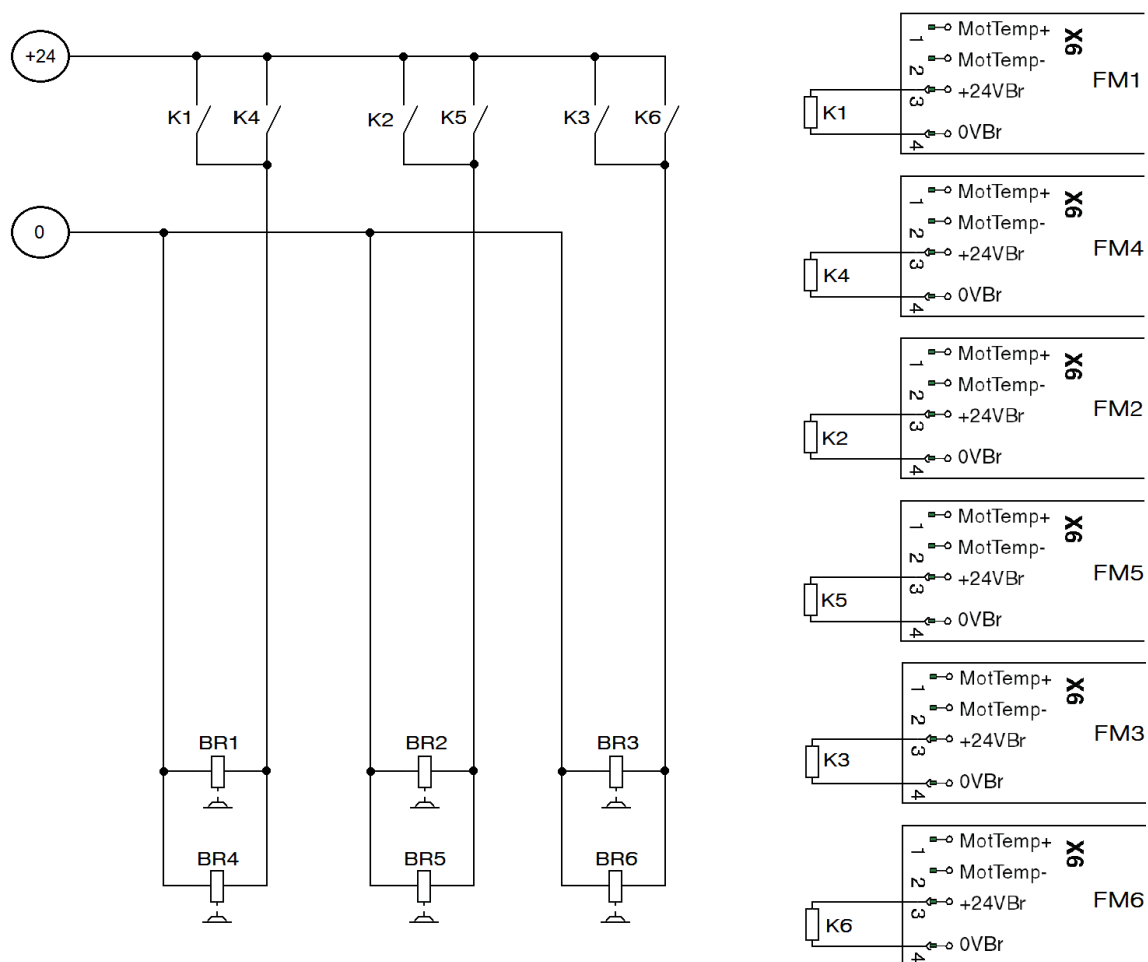 +24
K1
K4
K2
K5
K3
K6
0
BR1
BR2
BR3
BR4
BR5
BR6
1 MotTemp+
X6
2 MotTemp-
FM1
3 +24VBr
K1
4 0VBr
1 MotTemp+
X6
2 MotTemp-
FM4
3 +24VBr
K4
4 0VBr
1 MotTemp+
X6
2 MotTemp-
FM2
3 +24VBr
K2
4 0VBr
1 MotTemp+
X6
2 MotTemp-
FM5
3 +24VBr
K5
4 0VBr
1 MotTemp+
X6
2 MotTemp-
FM3
3 +24VBr
K3
4 0VBr
1 MotTemp+
X6
2 MotTemp-
FM6
3 +24VBr
K6
4 0VBr